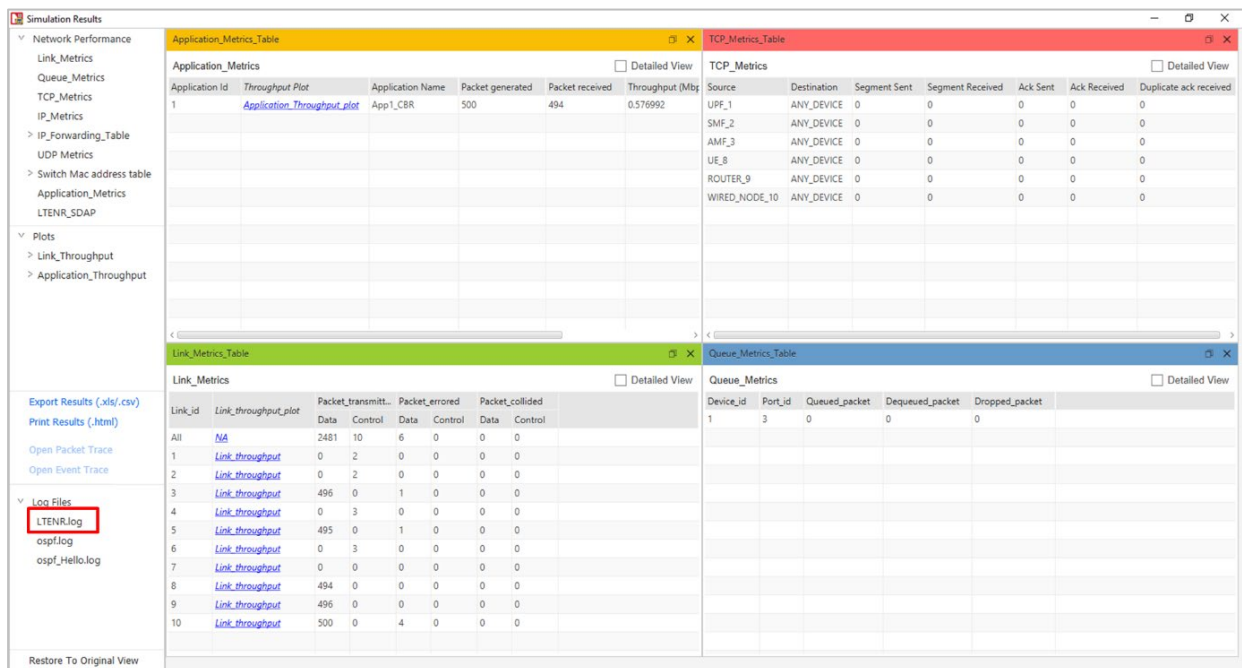 Simulation Results
Network Performance
Link_Metrics
Queue_Metrics
TCP_Metrics
IP_Metrics
IP_Forwarding_Table
UDP Metrics
Switch Mac address table
Application_Metrics
LTENR_SDAP
Plots
Link_Throughput
Application_Throughput
Export Results (.xls/.csv)
Print Results (.html)
Open Packet Trace
Open Event Trace
Log Files
LTENR.log
ospf.log
ospf_Hello.log
Restore To Original View
Application_Metrics_Table
Application_Metrics Detailed View
Application Id Throughput Plot Application Name Packet generated Packet received Throughput (Mbp
1 Application_Throughput_plot App1_CBR 500 494 0.576992
TCP_Metrics_Table
TCP_Metrics Detailed View
Source Destination Segment Sent Segment Received Ack Sent Ack Received Duplicate ack received
UPF_1 ANY_DEVICE 0 0 0 0 0
SMF_2 ANY_DEVICE 0 0 0 0 0
AMF_3 ANY_DEVICE 0 0 0 0 0
UE_8 ANY_DEVICE 0 0 0 0 0
ROUTER_9 ANY_DEVICE 0 0 0 0 0
WIRED_NODE_10 ANY_DEVICE 0 0 0 0 0
Link_Metrics_Table
Link_Metrics Detailed View
Link_id Link_throughput_plot Packet_transmitt... Packet_errored Packet_collided
Data Control Data Control Data Control
All NA 2481 10 6 0 0 0
1 Link_throughput 0 2 0 0 0 0
2 Link_throughput 0 2 0 0 0 0
3 Link_throughput 496 0 1 0 0 0
4 Link_throughput 0 3 0 0 0 0
5 Link_throughput 495 0 1 0 0 0
6 Link_throughput 0 3 0 0 0 0
7 Link_throughput 0 0 0 0 0 0
8 Link_throughput 494 0 0 0 0 0
9 Link_throughput 496 0 0 0 0 0
10 Link_throughput 500 0 4 0 0 0
Queue_Metrics_Table
Queue_Metrics Detailed View
Device_id Port_id Queued_packet Dequeued_packet Dropped_packet
1 3 0 0 0